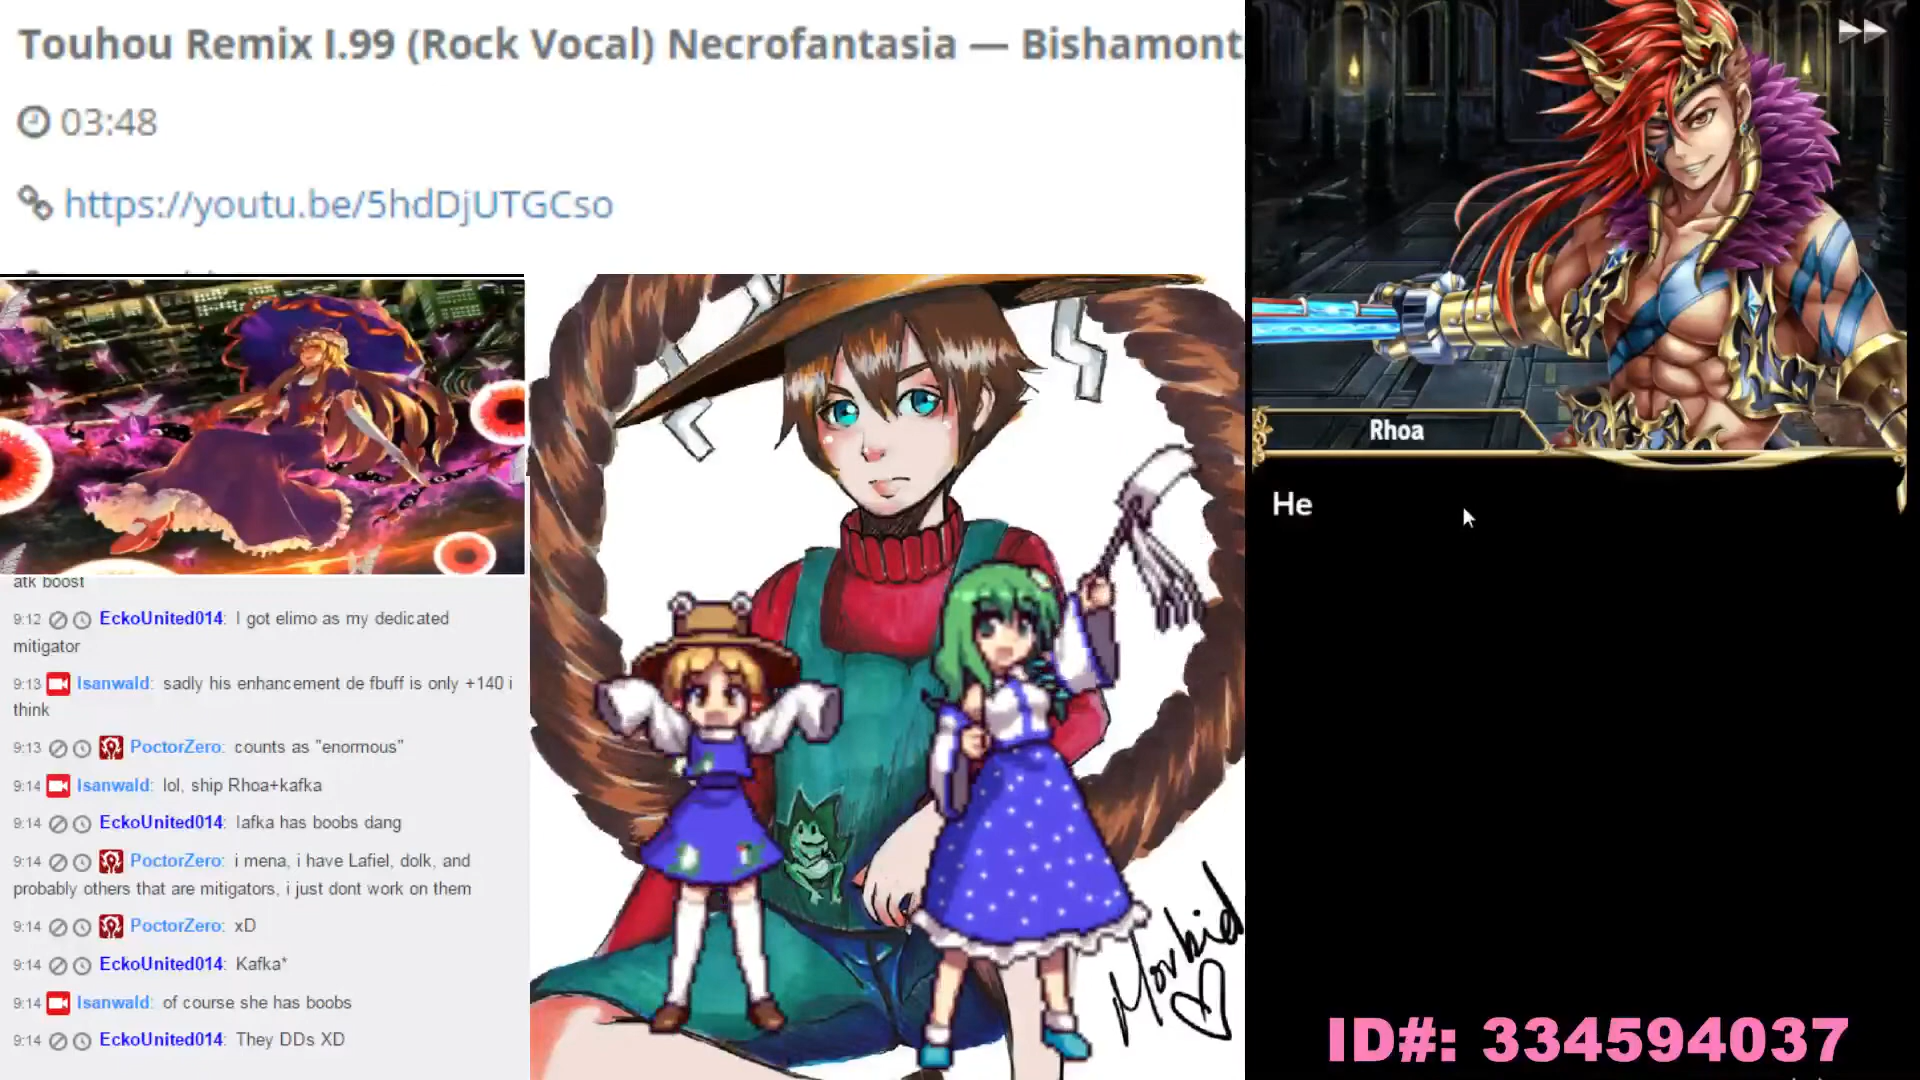 Touhou Remix I.99 (Rock Vocal) Necrofantasia — Bishamont
03:48
https://youtu.be/5hdDjUTGCso
atk boost
9:12 EckoUnited014: I got elimo as my dedicated
mitigator
9:13 Isanwald: sadly his enhancement de fbuff is only +140 i
think
9:13 PoctorZero: counts as "enormous"
9:14 Isanwald: lol, ship Rhoa+kafka
9:14 EckoUnited014: Iafka has boobs dang
9:14 PoctorZero: i mena, i have Lafiel, dolk, and
probably others that are mitigators, i just dont work on them
9:14 PoctorZero: xD
9:14 EckoUnited014: Kafka*
9:14 Isanwald: of course she has boobs
9:14 EckoUnited014: They DDs XD
Morbid
Rhoa
He
ID#: 334594037